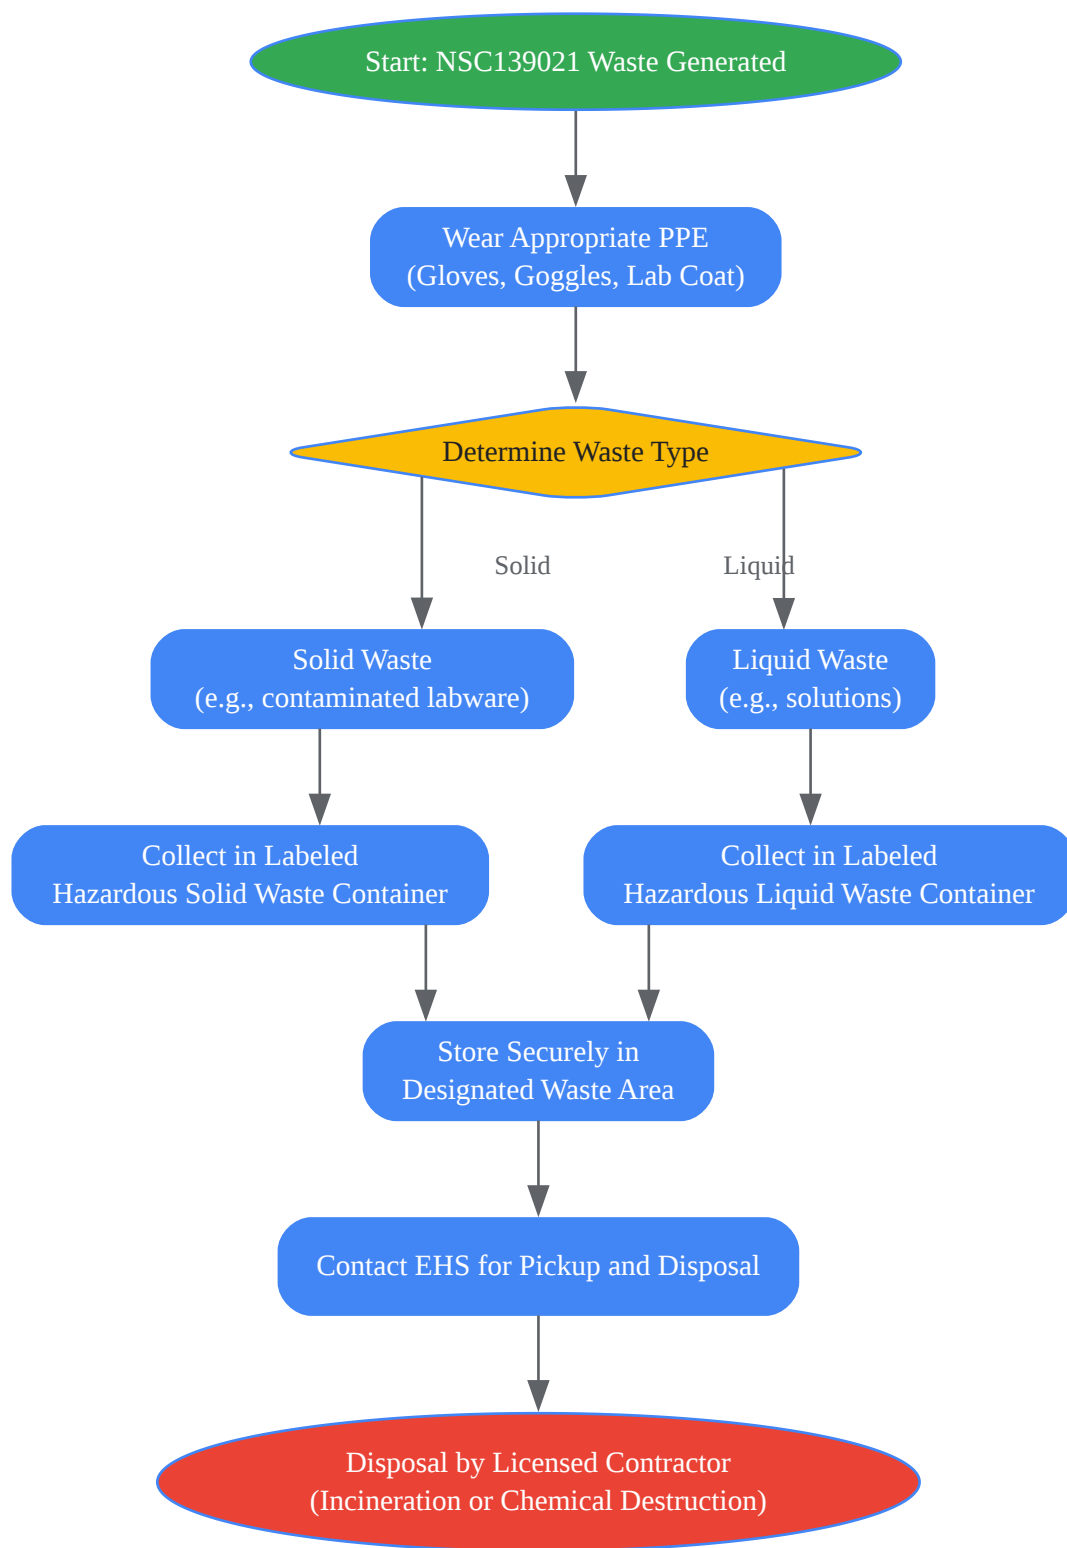 Start: NSC139021 Waste Generated
Wear Appropriate PPE
(Gloves, Goggles, Lab Coat)
Determine Waste Type
Solid
Liquid
Solid Waste
(e.g., contaminated labware)
Liquid Waste
(e.g., solutions)
Collect in Labeled
Hazardous Solid Waste Container
Collect in Labeled
Hazardous Liquid Waste Container
Store Securely in
Designated Waste Area
Contact EHS for Pickup and Disposal
Disposal by Licensed Contractor
(Incineration or Chemical Destruction)